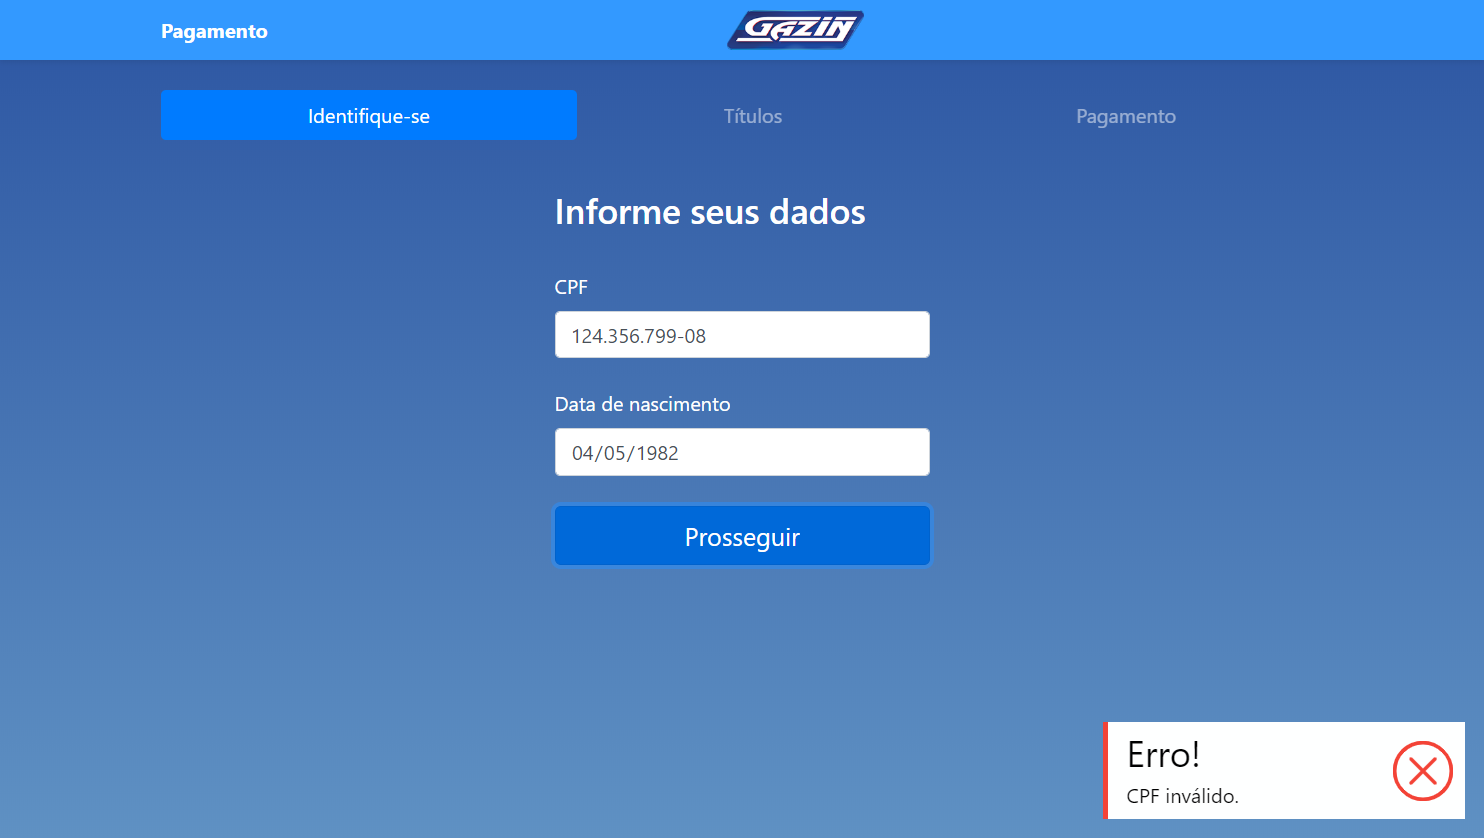 Pagamento
GAZIN
Identifique-se
Títulos
Pagamento
Informe seus dados
CPF
124.356.799-08
Data de nascimento
04/05/1982
Prosseguir
Erro!
CPF inválido.